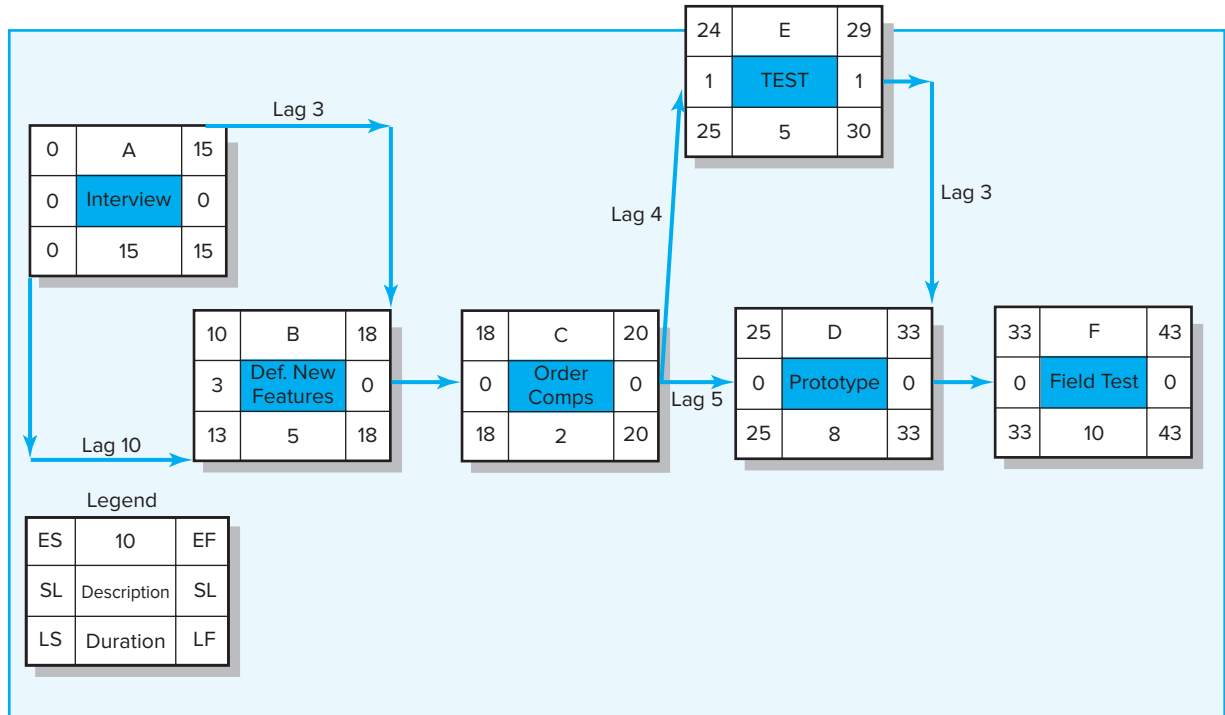 24 E 29
1 TEST 1
25 5 30
Lag 3
0 A 15
0 Interview 0
0 15 15
Lag 4
Lag 3
10 B 18
3 Def. New
Features 0
13 5 18
Lag 10
18 C 20
0 Order
Comps 0
18 2 20
Lag 5
25 D 33
0 Prototype 0
25 8 33
33 F 43
0 Field Test 0
33 10 43
Legend
ES 10 EF
SL Description SL
LS Duration LF